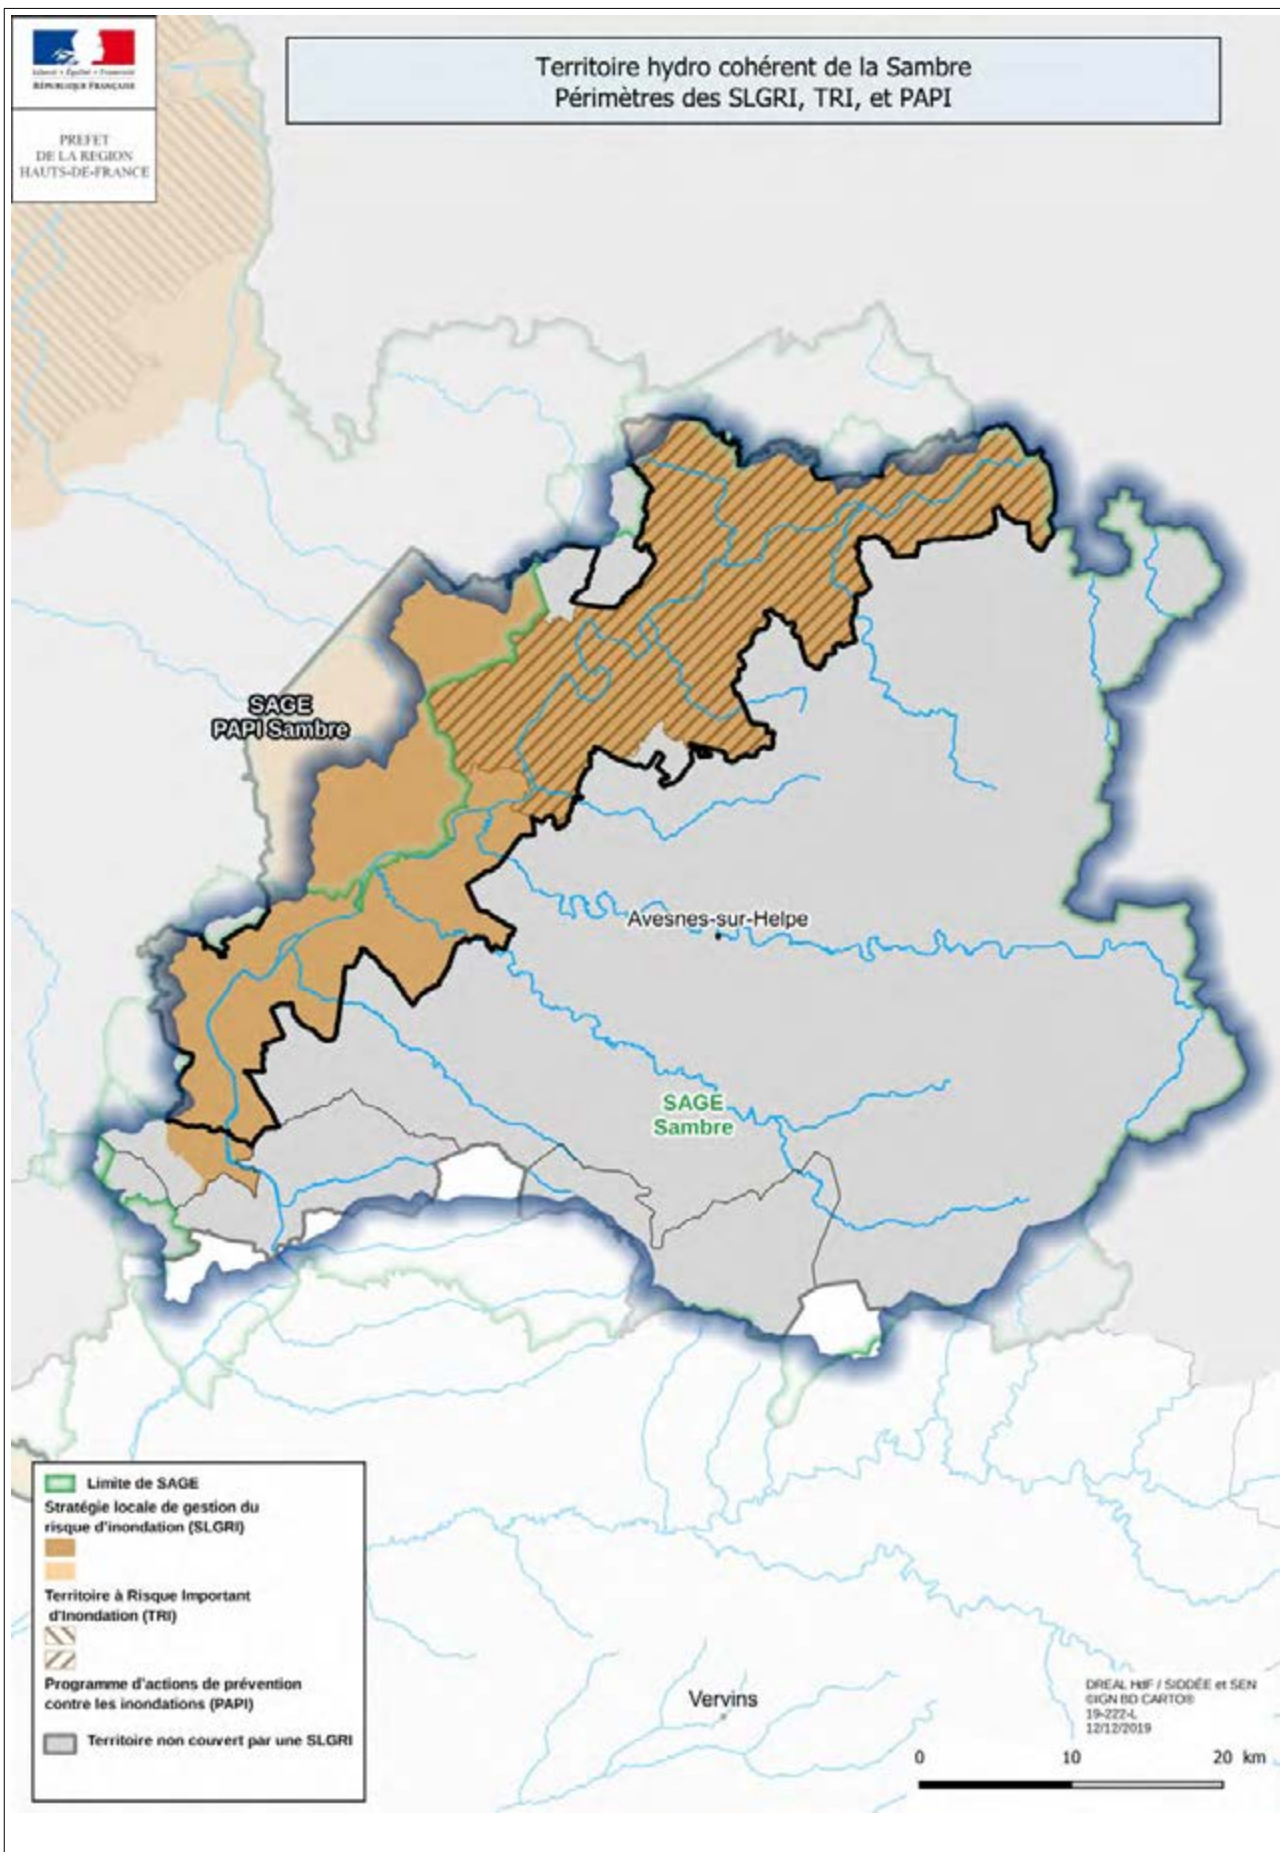 Liberté • Égalité • Fraternité
RÉPUBLIQUE FRANÇAISE
PREFET
DE LA REGION
HAUTS-DE-FRANCE
Territoire hydro cohérent de la Sambre
Périmètres des SLGRI, TRI, et PAPI
SAGE
PAPI Sambre
Avesnes-sur-Helpe
SAGE
Sambre
Limite de SAGE
Stratégie locale de gestion du
risque d'inondation (SLGRI)
Territoire à Risque Important
d'Inondation (TRI)
Programme d'actions de prévention
contre les inondations (PAPI)
Territoire non couvert par une SLGRI
Vervins
DREAL HdF / SIDDÉE et SEN
©IGN BD CARTO®
19-222-L
12/12/2019
0 10 20 km